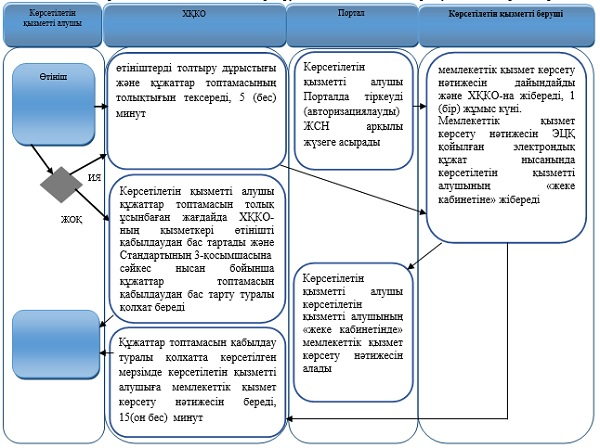 Көрсетілетін
қызметті алушы
ХҚКО
Портал
Көрсетілетін қызметті беруші
Өтініш
ИЯ
ЖОҚ
өтініштерді толтыру дұрыстығы
және құжаттар топтамасының
толықтығын тексереді, 5 (бес)
минут
Көрсетілетін қызметті алушы
құжаттар топтамасын толық
ұсынбаған жағдайда ХҚКО-
ның қызметкері өтінішті
қабылдаудан бас тартады және
Стандартының 3-қосымшасына
сәйкес нысан бойынша
құжаттар топтамасын
қабылдаудан бас тарту туралы
қолхат береді
Құжаттар топтамасын қабылдау
туралы қолхатта көрсетілген
мерзімде көрсетілетін қызметті
алушыға мемлекеттік қызмет
көрсету нәтижесін береді,
15(он бес) минут
Көрсетілетін
қызметті алушы
Порталда тіркеуді
(авторизациялауды)
ЖСН арқылы
жүзеге асырады
Көрсетілетін
қызметті алушы
көрсетілетін
қызметті алушының
«жеке кабинетінде»
мемлекеттік қызмет
көрсету нәтижесін
алады
мемлекеттік қызмет көрсету
нәтижесін дайындайды
және ХҚКО-на жібереді, 1
(бір) жұмыс күні.
Мемлекеттік қызмет
көрсету нәтижесін ЭЦҚ
қойылған электрондық
құжат нысанында
көрсетілетін қызметті
алушының «жеке
кабинетіне» жібереді